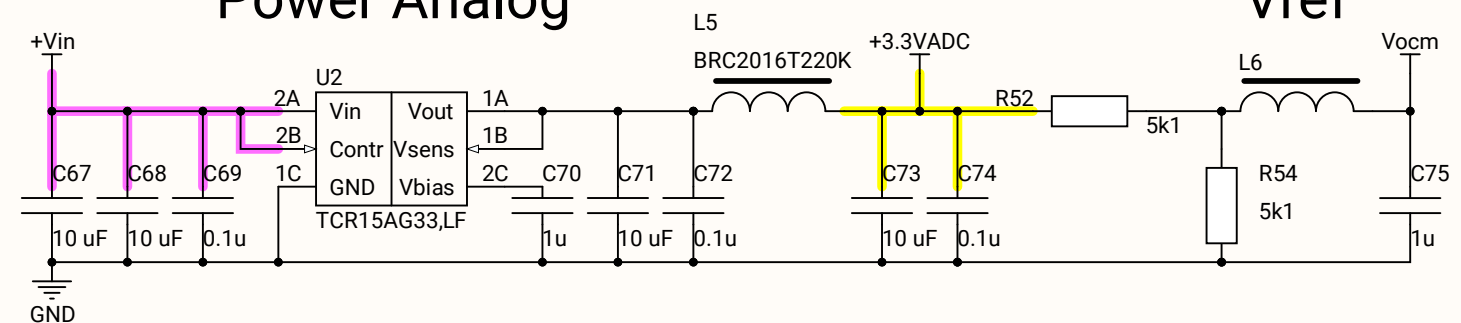 Power Analog
Vref
+Vin
L5
BRC2016T220K
+3.3VADC
L6
Vocm
U2
2A
Vin
Vout
1A
R52
5k1
2B
Contr
Vsens
1B
C67
C68
C69
1C
GND
Vbias
2C
C70
C71
C72
C73
C74
R54
C75
TCR15AG33,LF
5k1
10 uF
10 uF
0.1u
1u
10 uF
0.1u
10 uF
0.1u
1u
GND